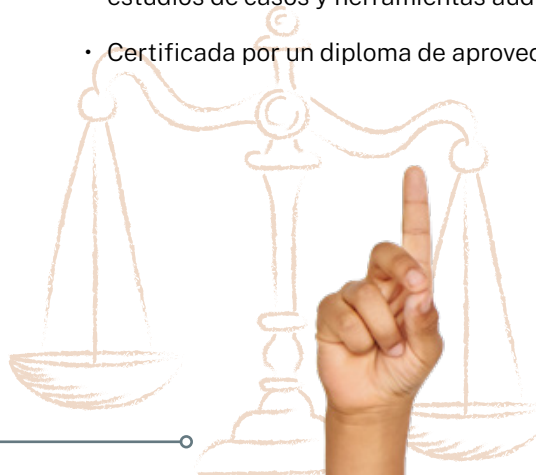 estudios de casos y herramientas
• Certificada por un diploma de